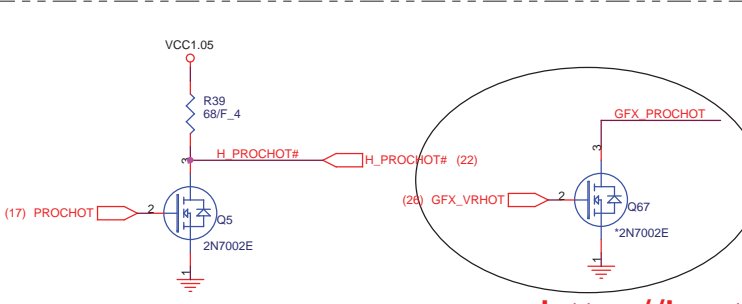 VCC1.05
R39
68/F_4
GFX_PROCHOT
3
H_PROCHOT#
H_PROCHOT# (22)
3
(17) PROCHOT
2
Q5
2N7002E
1
(26) GFX_VRHOT
2
Q67
*2N7002E
1